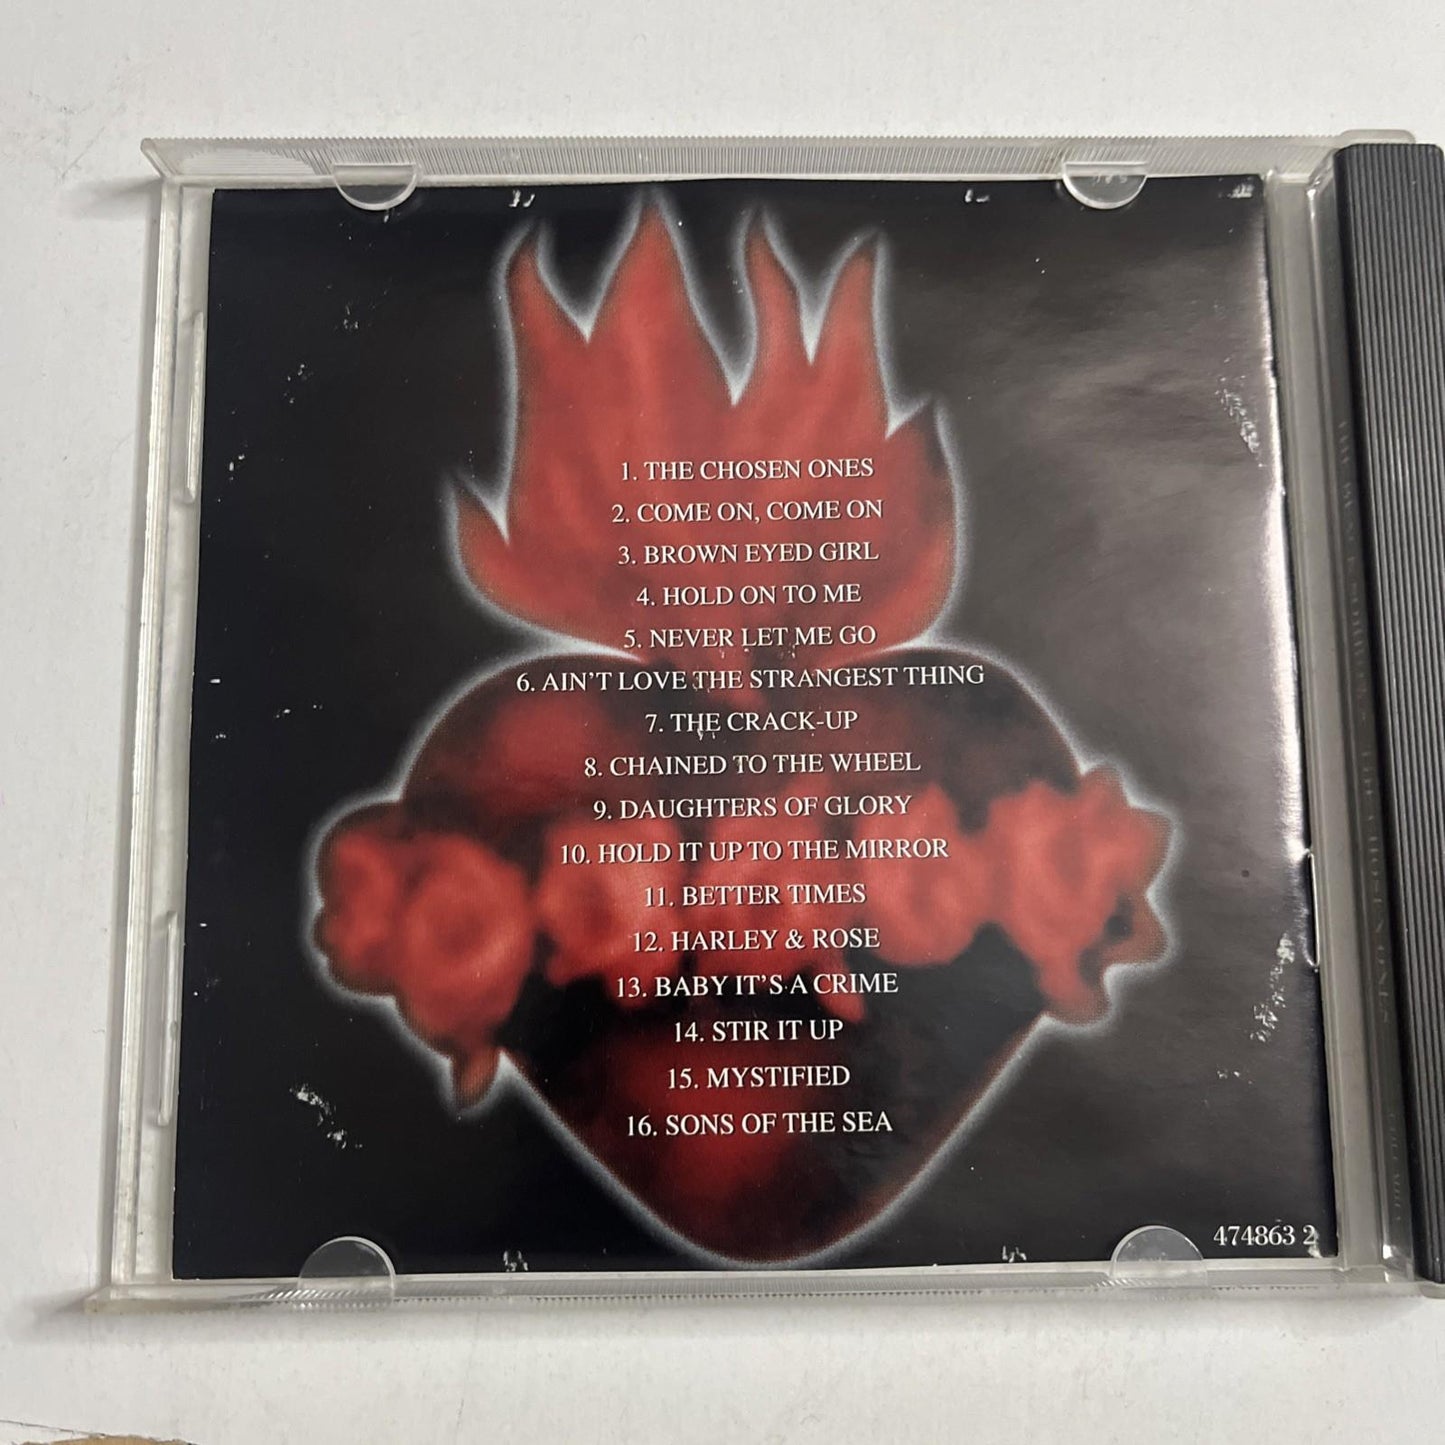 1. THE CHOSEN ONES
2. COME ON, COME ON
3. BROWN EYED GIRL
4. HOLD ON TO ME
5. NEVER LET ME GO
6. AIN'T LOVE THE STRANGEST THING
7. THE CRACK-UP
8. CHAINED TO THE WHEEL
9. DAUGHTERS OF GLORY
10. HOLD IT UP TO THE MIRROR
11. BETTER TIMES
12. HARLEY & ROSE
13. BABY IT'S A CRIME
14. STIR IT UP
15. MYSTIFIED
16. SONS OF THE SEA
474863 2